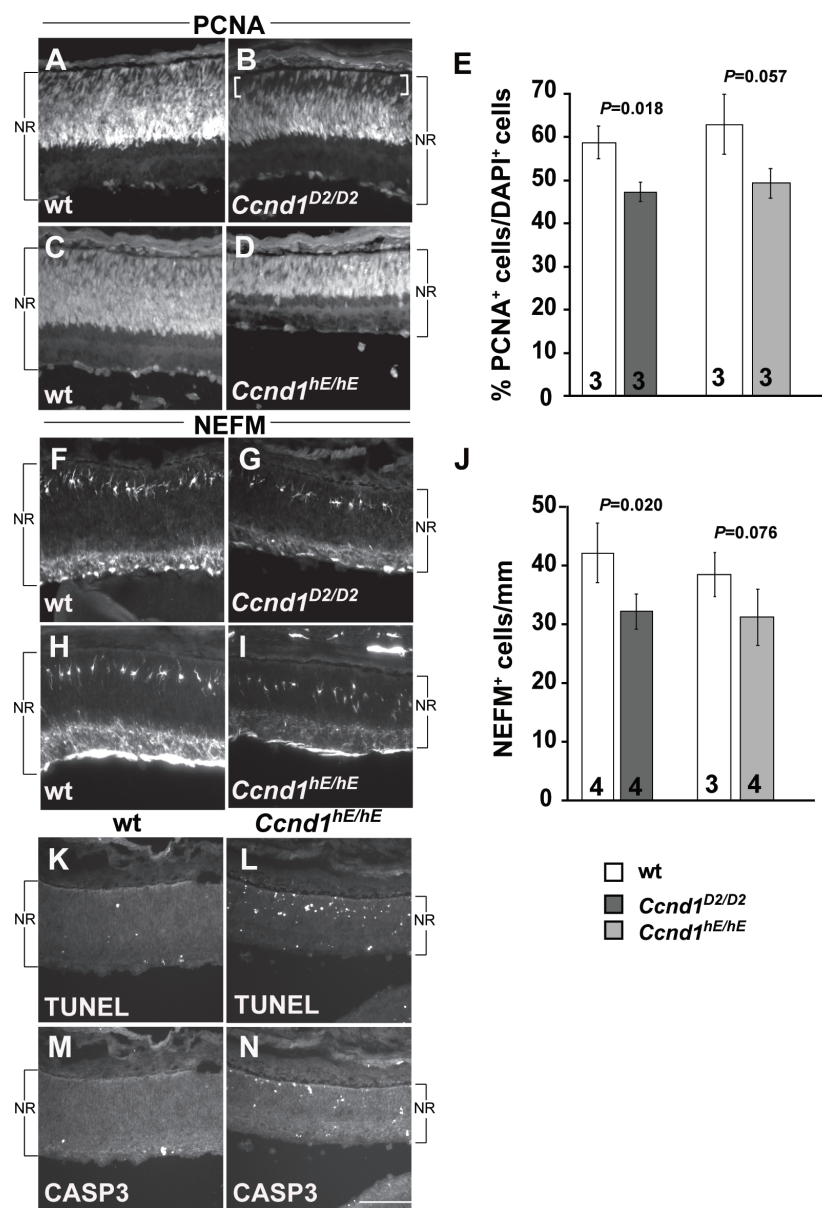 PCNA
A
B
NR
NR
wt
Ccnd1D2/D2
C
D
NR
NR
wt
Ccnd1hE/hE
E
% PCNA+ cells/DAPI+ cells
70
60
50
40
30
20
10
0
P=0.018
P=0.057
3 3 3 3
NEFM
F
G
NR
NR
wt
Ccnd1D2/D2
H
I
NR
NR
wt
Ccnd1hE/hE
J
NEFM+ cells/mm
50
40
30
20
10
0
P=0.020
P=0.076
4 4 3 4
wt
Ccnd1D2/D2
Ccnd1hE/hE
wt
Ccnd1hE/hE
K
L
NR
NR
TUNEL
TUNEL
M
N
NR
NR
CASP3
CASP3